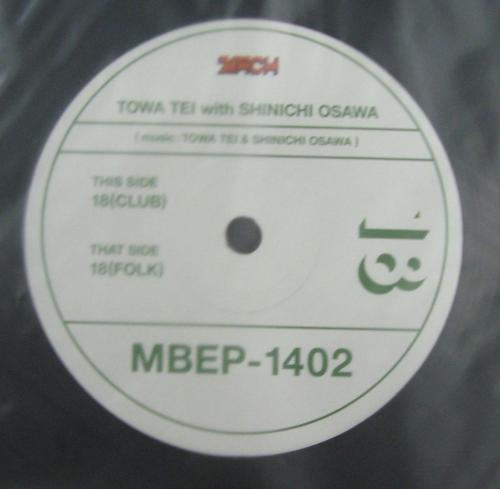 MACH
TOWA TEI with SHINICHI OSAWA
( music : TOWA TEI & SHINICHI OSAWA )
THIS SIDE
18(CLUB)
THAT SIDE
18(FOLK)
18
MBEP-1402